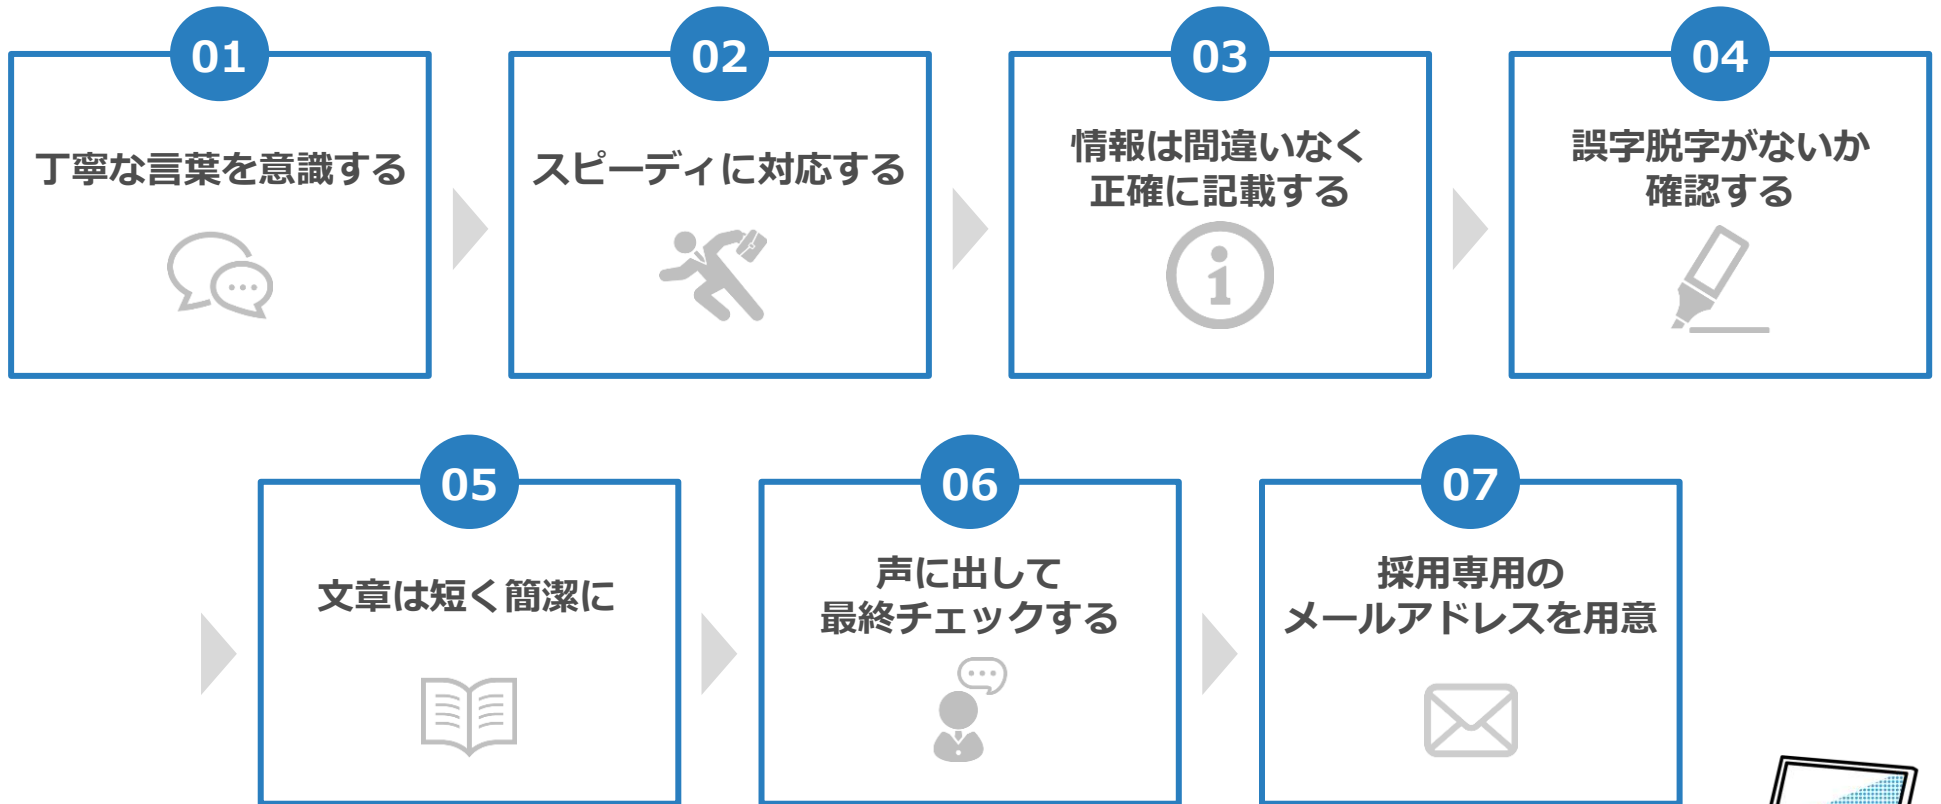 01
丁寧な言葉を意識する
02
スピーディに対応する
03
情報は間違いなく
正確に記載する
04
誤字脱字がないか
確認する
05
文章は短く簡潔に
06
声に出して
最終チェックする
07
採用専用の
メールアドレスを用意